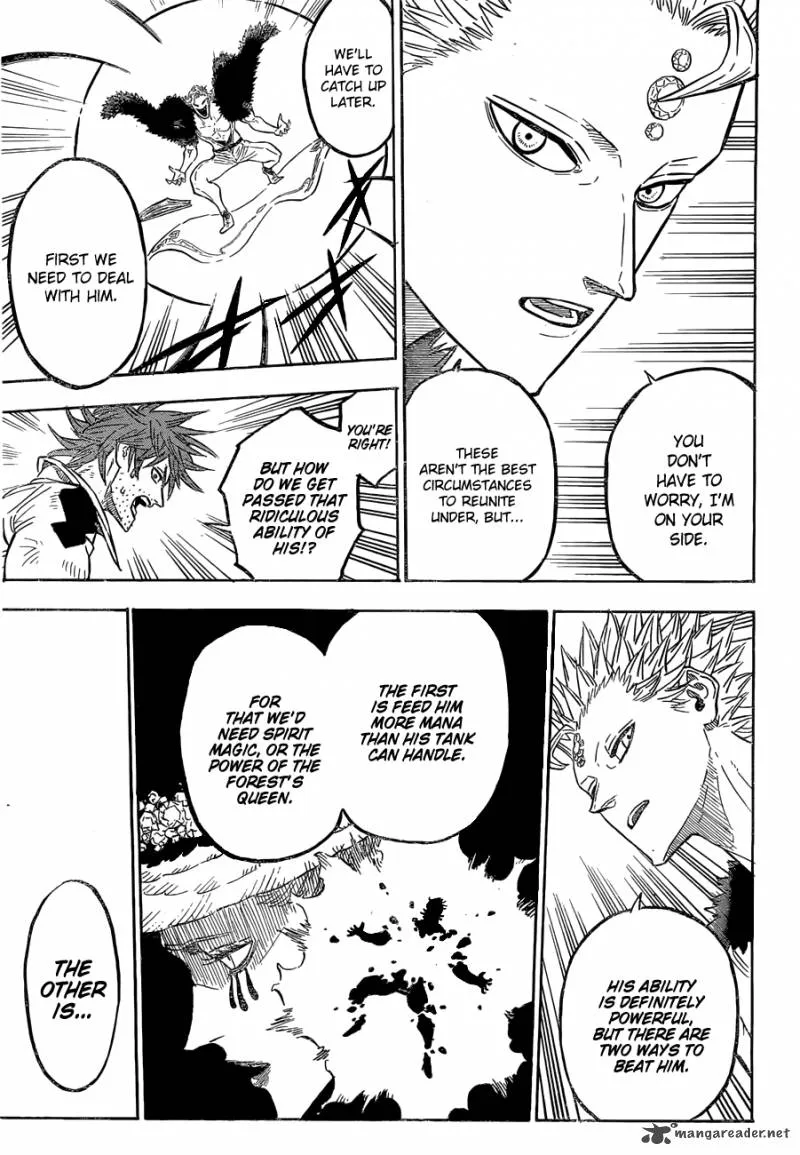 YOU
DON'T
HAVE TO
WORRY, I'M
ON YOUR
SIDE.
THESE
AREN'T THE BEST
CIRCUMSTANCES
TO REUNITE
UNDER, BUT...
WE'LL
HAVE TO
CATCH UP
LATER.
FIRST WE
NEED TO DEAL
WITH HIM.
YOU'RE
RIGHT!
BUT HOW
DO WE GET
PASSED THAT
RIDICULOUS
ABILITY OF
HIS!?
HIS ABILITY
IS DEFINITELY
POWERFUL,
BUT THERE ARE
TWO WAYS TO
BEAT HIM.
THE FIRST
IS FEED HIM
MORE MANA
THAN HIS TANK
CAN HANDLE.
FOR
THAT WE'D
NEED SPIRIT
MAGIC, OR THE
POWER OF THE
FOREST'S
QUEEN.
THE
OTHER
IS...
mangareader.net